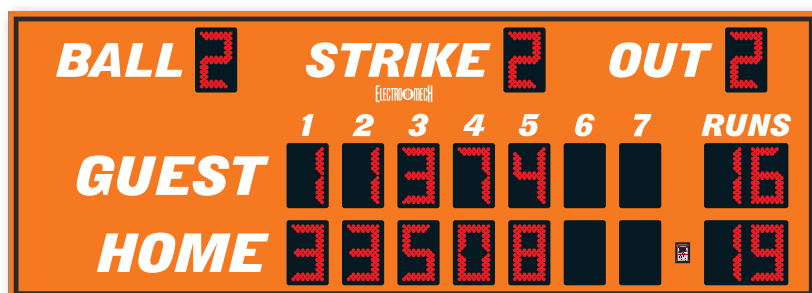 BALL 2 STRIKE 2 OUT 2
ELECTRO-MECH
1 2 3 4 5 6 7 RUNS
GUEST 1 1 3 7 4 16
HOME 3 3 5 0 8 19